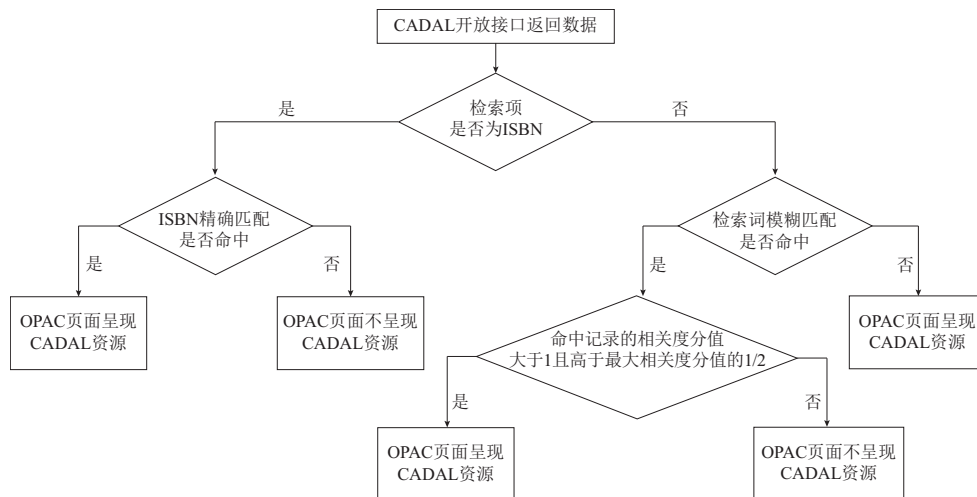 CADAL开放接口返回数据
检索项
是否为ISBN
是
否
ISBN精确匹配
是否命中
检索词模糊匹配
是否命中
是
否
是
否
OPAC页面呈现
CADAL资源
OPAC页面不呈现
CADAL资源
命中记录的相关度分值
大于1且高于最大相关度分值的1/2
OPAC页面呈现
CADAL资源
是
否
OPAC页面呈现
CADAL资源
OPAC页面不呈现
CADAL资源